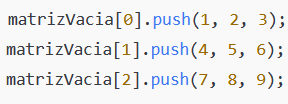 matrizVacia[0].push(1, 2, 3);
matrizVacia[1].push(4, 5, 6);
matrizVacia[2].push(7, 8, 9);